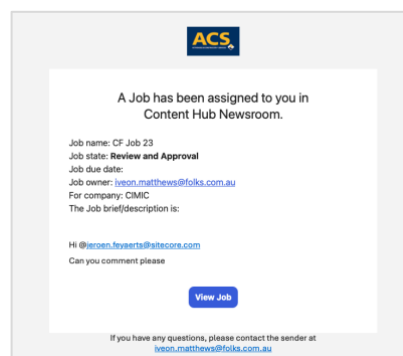 ACS
A Job has been assigned to you in
Content Hub Newsroom.
Job name: CF Job 23
Job state: Review and Approval
Job due date:
Job owner: iveon.matthews@folks.com.au
For company: CIMIC
The Job brief/description is:
Hi @jeroen.feyaerts@sitecore.com
Can you comment please
View Job
If you have any questions, please contact the sender at
iveon.matthews@folks.com.au